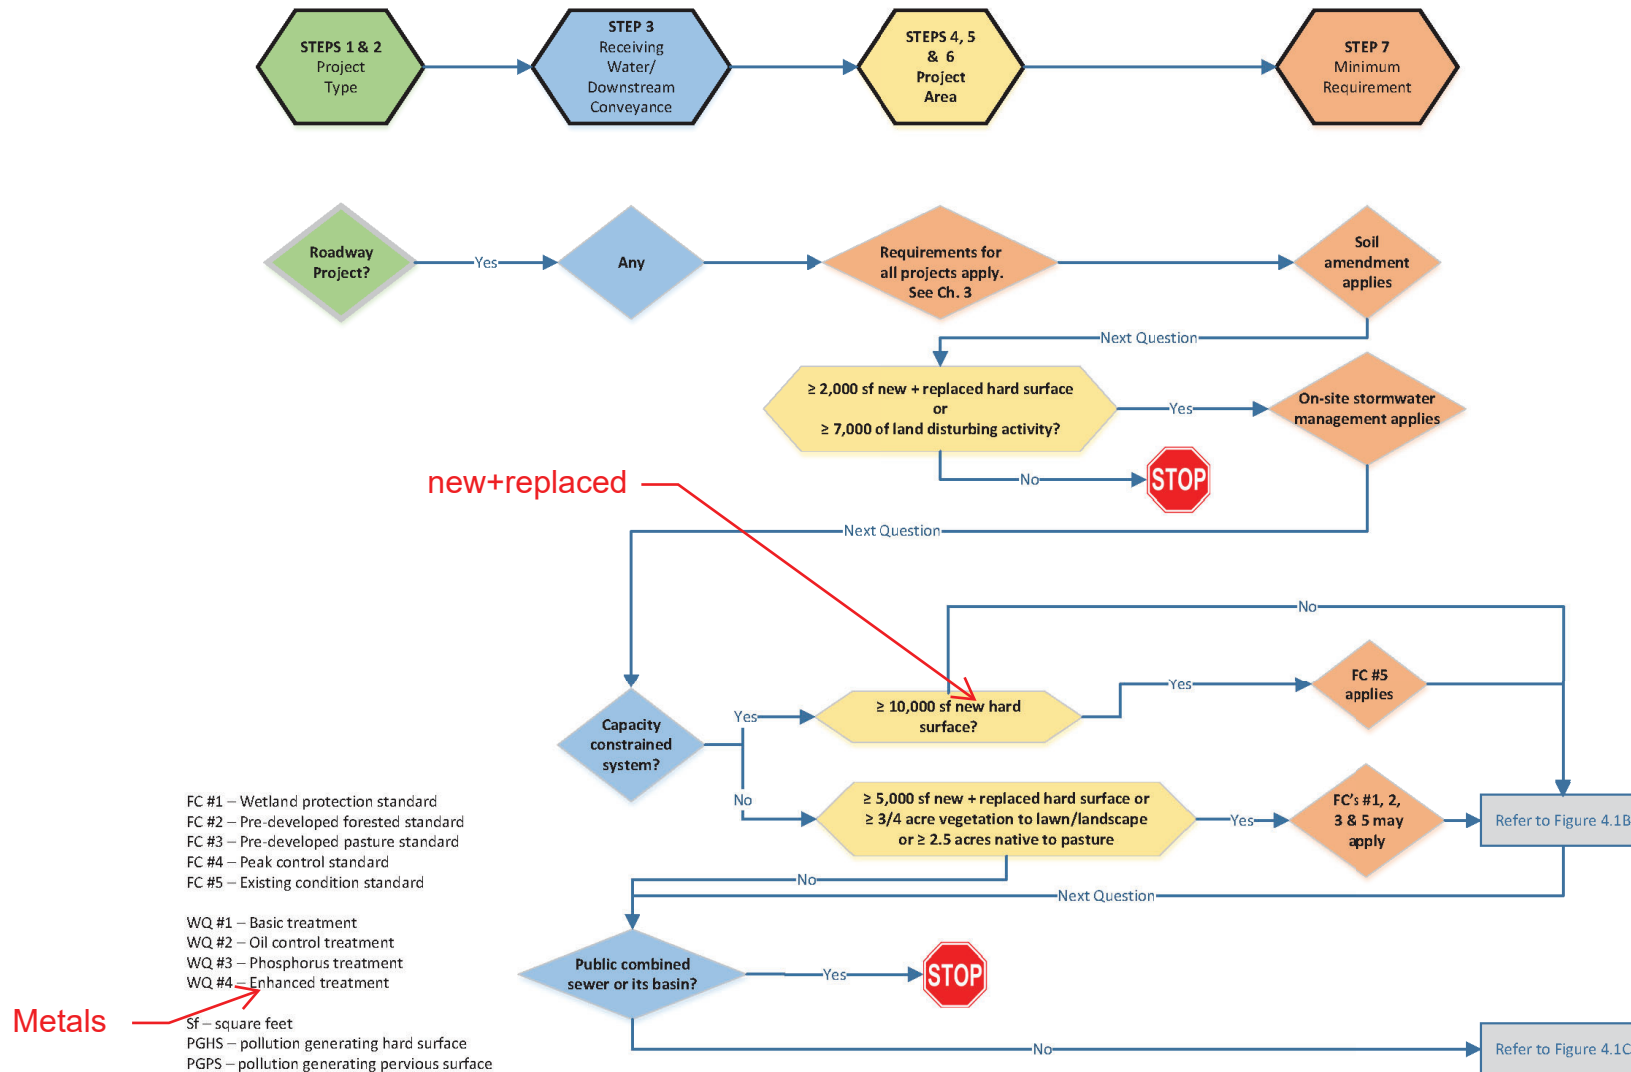 STEPS 1 & 2
Project
Type
STEP 3
Receiving
Water/
Downstream
Conveyance
STEPS 4, 5
& 6
Project
Area
STEP 7
Minimum
Requirement
Roadway
Project?
Yes
Any
Requirements for
all projects apply.
See Ch. 3
Soil
amendment
applies
Next Question
≥ 2,000 sf new + replaced hard surface
or
≥ 7,000 of land disturbing activity?
Yes
On-site stormwater
management applies
No
STOP
new+replaced
Next Question
No
Capacity
constrained
system?
Yes
≥ 10,000 sf new hard
surface?
Yes
FC #5
applies
No
≥ 5,000 sf new + replaced hard surface or
≥ 3/4 acre vegetation to lawn/landscape
or ≥ 2.5 acres native to pasture
Yes
FC's #1, 2,
3 & 5 may
apply
Refer to Figure 4.1B
No
Next Question
Public combined
sewer or its basin?
Yes
STOP
No
Refer to Figure 4.1C
FC #1 – Wetland protection standard
FC #2 – Pre-developed forested standard
FC #3 – Pre-developed pasture standard
FC #4 – Peak control standard
FC #5 – Existing condition standard
WQ #1 – Basic treatment
WQ #2 – Oil control treatment
WQ #3 – Phosphorus treatment
WQ #4 – Enhanced treatment
Metals
Sf – square feet
PGHS – pollution generating hard surface
PGPS – pollution generating pervious surface